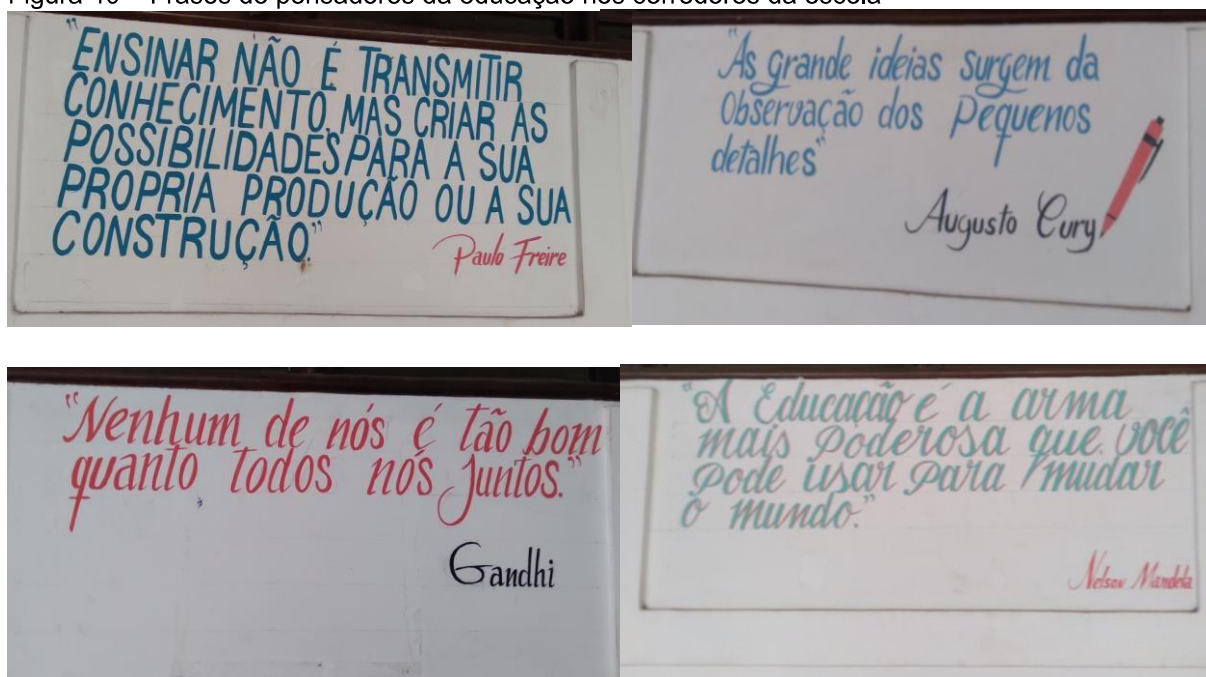 Figura 10 – Frases de pensadores da educação nos corredores da escola
"ENSINAR NÃO É TRANSMITIR
CONHECIMENTO, MAS CRIAR AS
POSSIBILIDADES PARA A SUA
PROPRIA PRODUÇÃO OU A SUA
CONSTRUÇÃO."
Paulo Freire
"As grande ideias surgem da
Observação dos Pequenos
detalhes"
Augusto Cury
"Nenhum de nós é tão bom
quanto todos nós juntos."
Gandhi
"A Educação é a arma
mais Poderosa que você
Pode usar Para mudar
o mundo."
Nelson Mandela